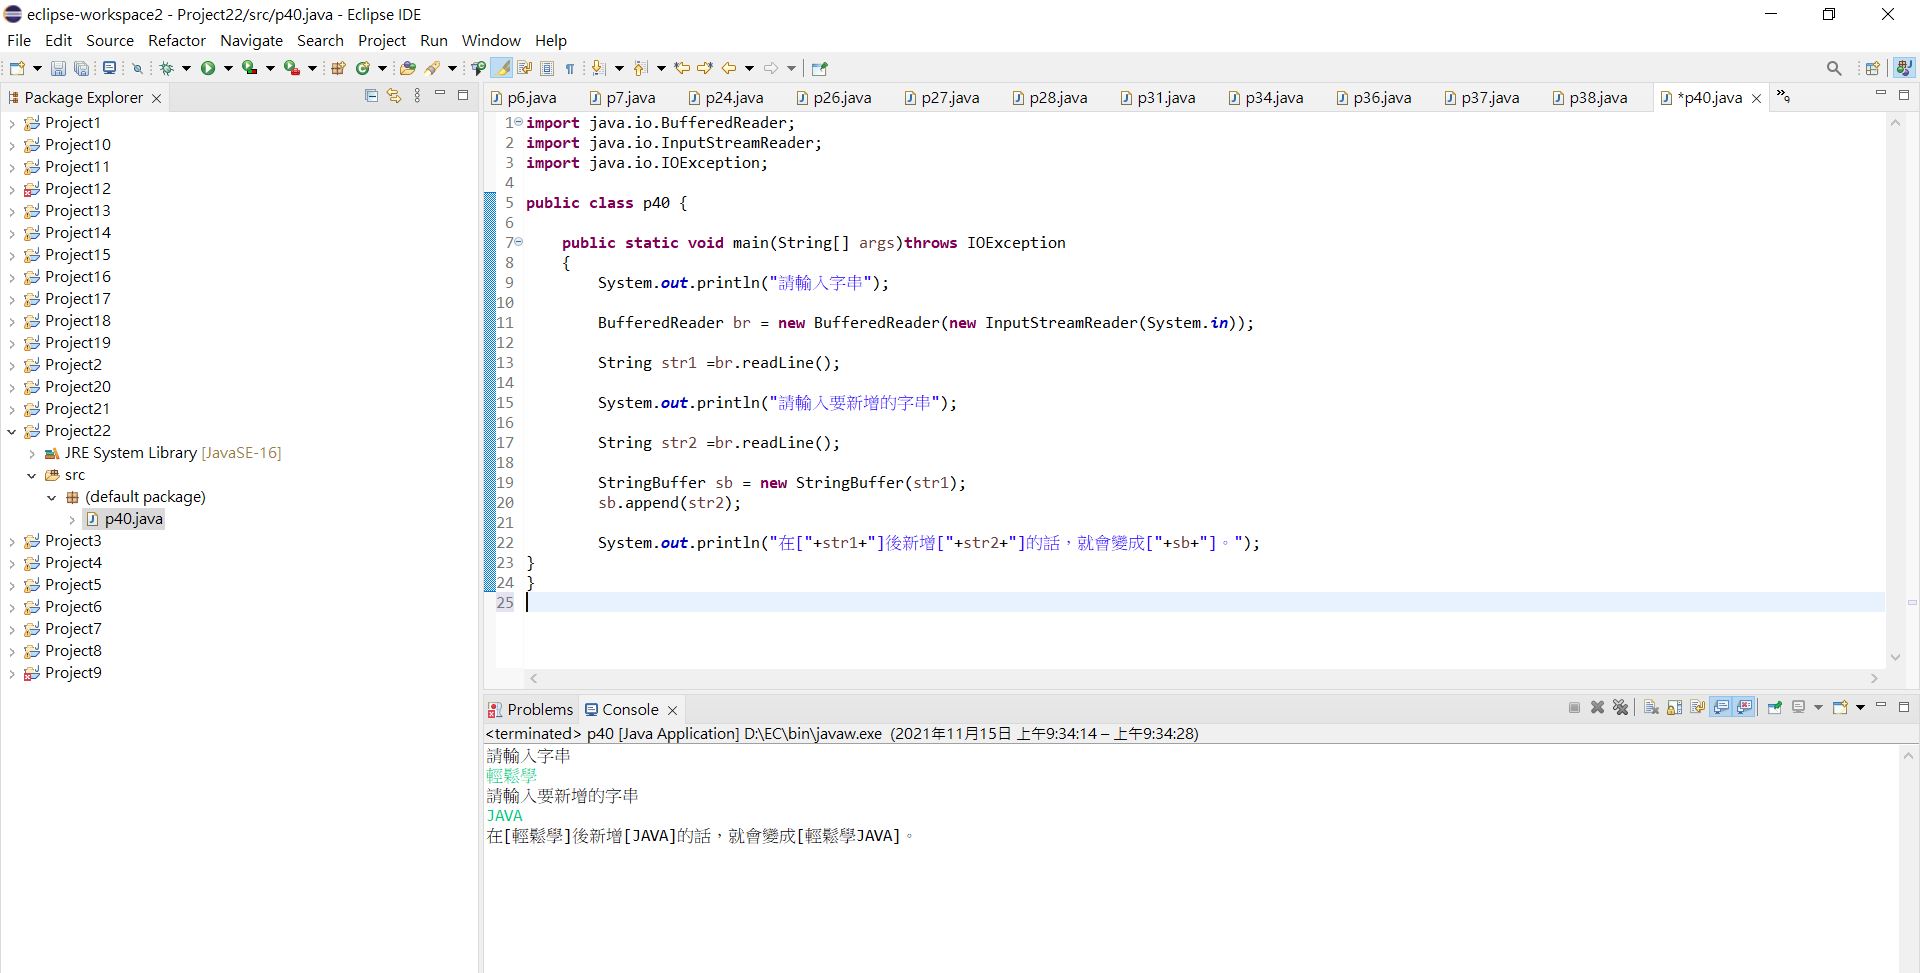 eclipse-workspace2 - Project22/src/p40.java - Eclipse IDE
File Edit Source Refactor Navigate Search Project Run Window Help
Package Explorer
Project1
Project10
Project11
Project12
Project13
Project14
Project15
Project16
Project17
Project18
Project19
Project2
Project20
Project21
Project22
JRE System Library [JavaSE-16]
src
(default package)
p40.java
Project3
Project4
Project5
Project6
Project7
Project8
Project9
p6.java p7.java p24.java p26.java p27.java p28.java p31.java p34.java p36.java p37.java p38.java *p40.java »9
1 import java.io.BufferedReader;
2 import java.io.InputStreamReader;
3 import java.io.IOException;
4
5 public class p40 {
6
7 public static void main(String[] args)throws IOException
8 {
9 System.out.println("請輸入字串");
10
11 BufferedReader br = new BufferedReader(new InputStreamReader(System.in));
12
13 String str1 =br.readLine();
14
15 System.out.println("請輸入要新增的字串");
16
17 String str2 =br.readLine();
18
19 StringBuffer sb = new StringBuffer(str1);
20 sb.append(str2);
21
22 System.out.println("在["+str1+"]後新增["+str2+"]的話，就會變成["+sb+"]。");
23 }
24 }
25
Problems Console
<terminated> p40 [Java Application] D:\EC\bin\javaw.exe (2021年11月15日 上午9:34:14 – 上午9:34:28)
請輸入字串
輕鬆學
請輸入要新增的字串
JAVA
在[輕鬆學]後新增[JAVA]的話，就會變成[輕鬆學JAVA]。